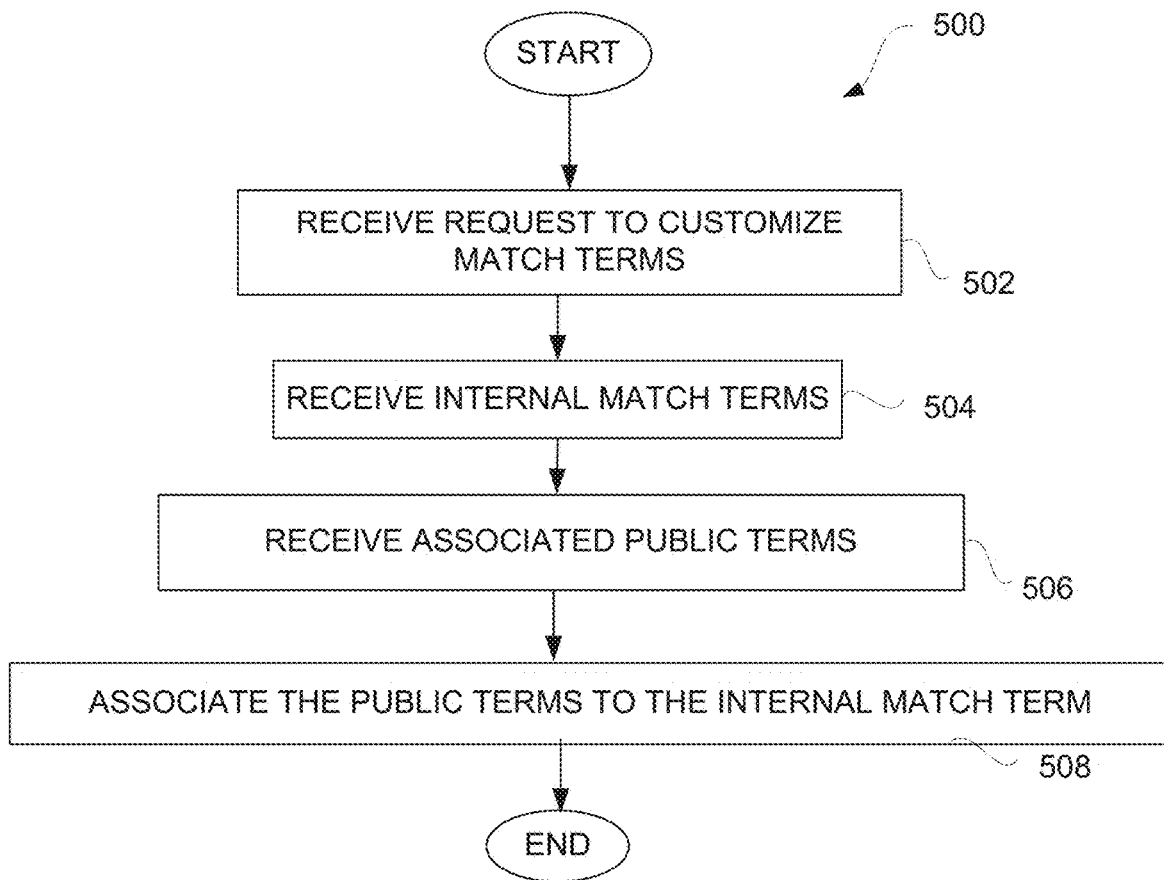 500
START
RECEIVE REQUEST TO CUSTOMIZE
MATCH TERMS
502
RECEIVE INTERNAL MATCH TERMS
504
RECEIVE ASSOCIATED PUBLIC TERMS
506
ASSOCIATE THE PUBLIC TERMS TO THE INTERNAL MATCH TERM
508
END